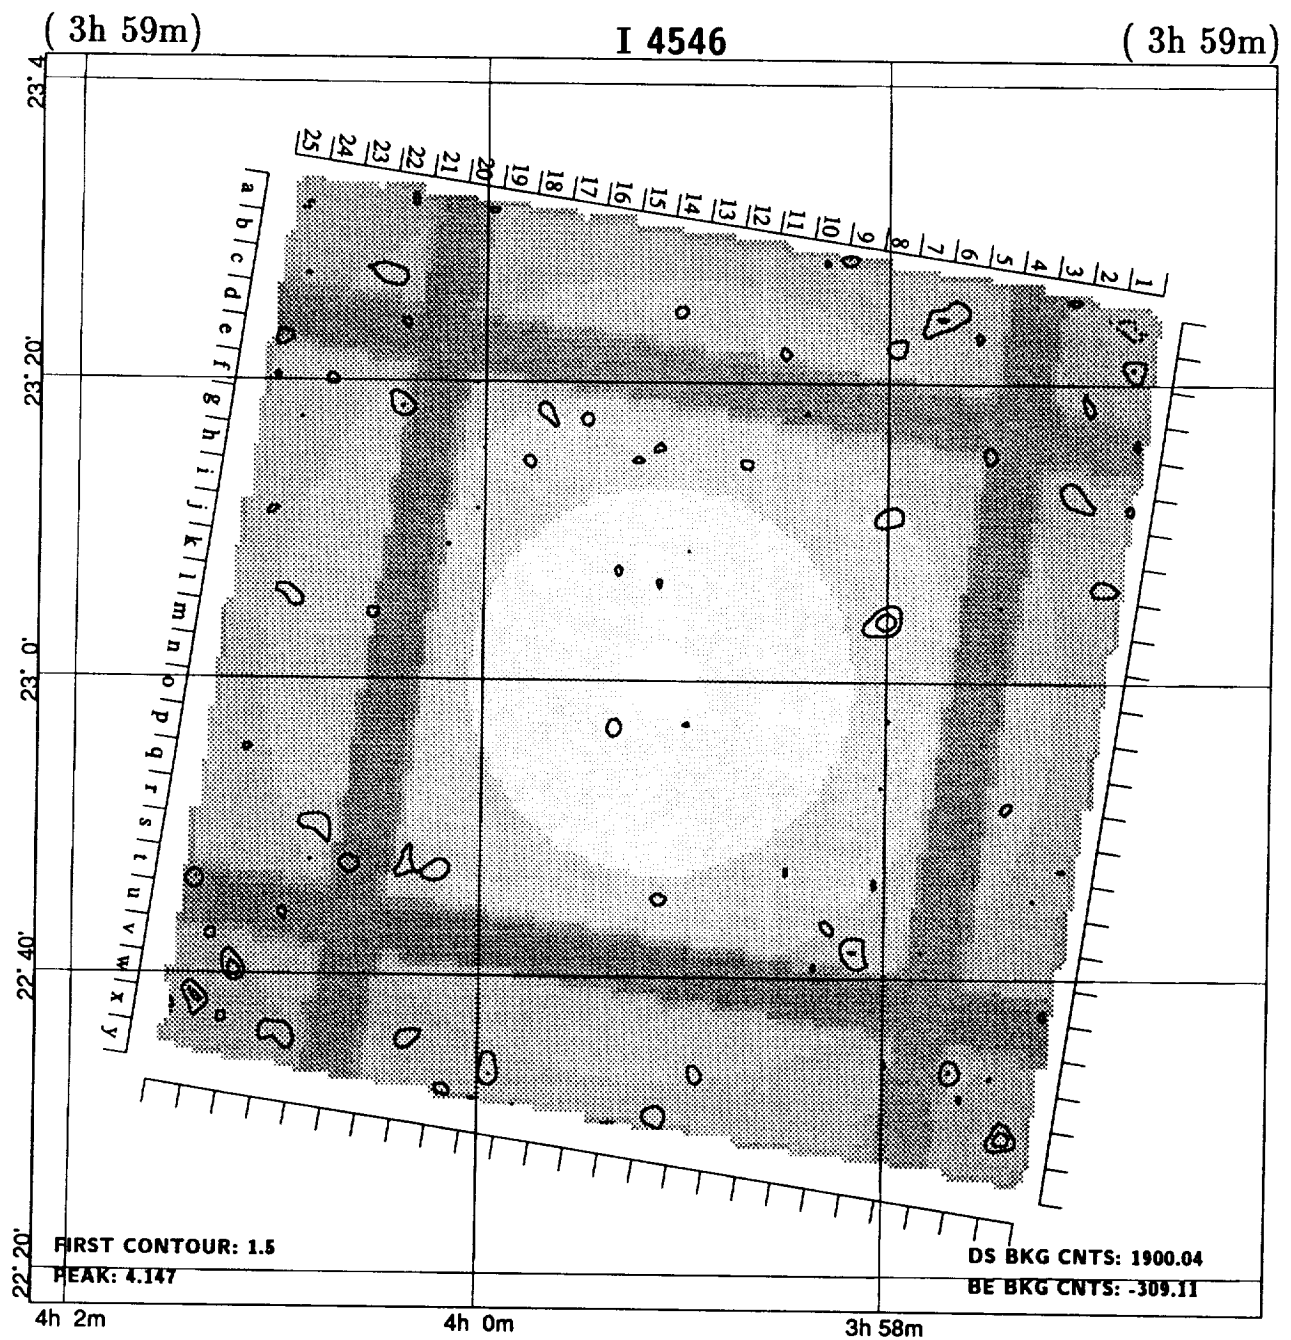 ( 3h 59m) I 4546 ( 3h 59m)
23° 4
25 24 23 22 21 20 19 18 17 16 15 14 13 12 11 10 9 8 7 6 5 4 3 2 1
a b c d e f g h i j k l m n o p q r s t u v w x y
23° 20'
23° 0'
22° 40'
22° 20'
FIRST CONTOUR: 1.5
PEAK: 4.147
DS BKG CNTS: 1900.04
BE BKG CNTS: -309.11
4h 2m 4h 0m 3h 58m